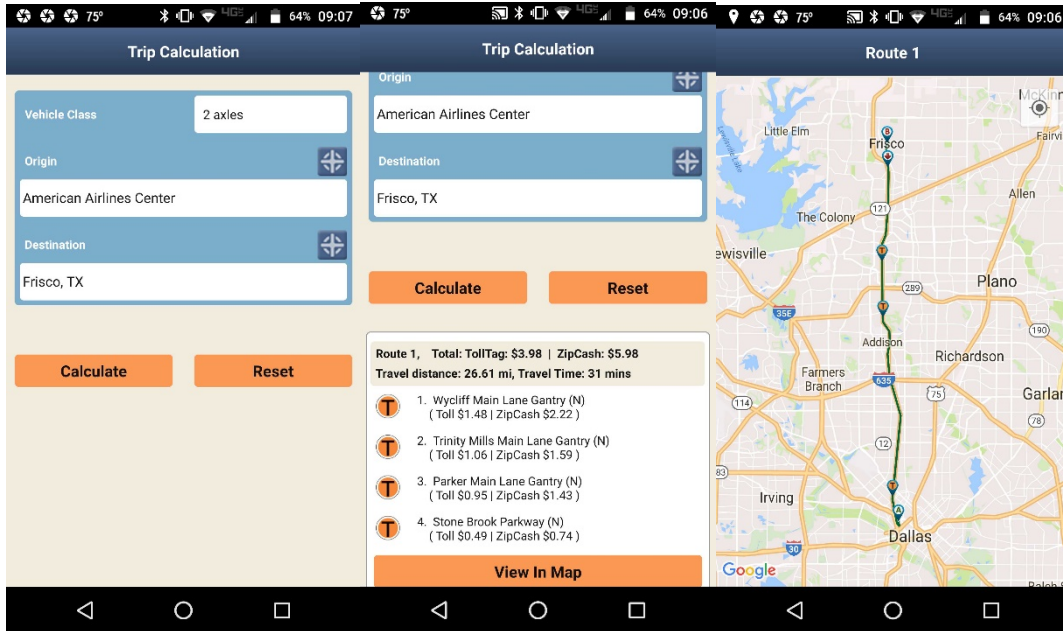 75° 4G 64% 09:07
Trip Calculation
Vehicle Class
2 axles
Origin
American Airlines Center
Destination
Frisco, TX
Calculate Reset
75° 4G 64% 09:06
Trip Calculation
Origin
American Airlines Center
Destination
Frisco, TX
Calculate Reset
Route 1, Total: TollTag: $3.98 | ZipCash: $5.98
Travel distance: 26.61 mi, Travel Time: 31 mins
T 1. Wycliff Main Lane Gantry (N)
( Toll $1.48 | ZipCash $2.22 )
T 2. Trinity Mills Main Lane Gantry (N)
( Toll $1.06 | ZipCash $1.59 )
T 3. Parker Main Lane Gantry (N)
( Toll $0.95 | ZipCash $1.43 )
T 4. Stone Brook Parkway (N)
( Toll $0.49 | ZipCash $0.74 )
View In Map
75° 4G 64% 09:06
Route 1
McKinn
Little Elm
B
Frisco
Fairvi
Allen
121
The Colony
ewisville
T
Plano
289
T
35E
190
Addison
Richardson
Farmers
Branch
635
75
Garlan
114
78
12
83
T
Irving
A
Dallas
30
Google